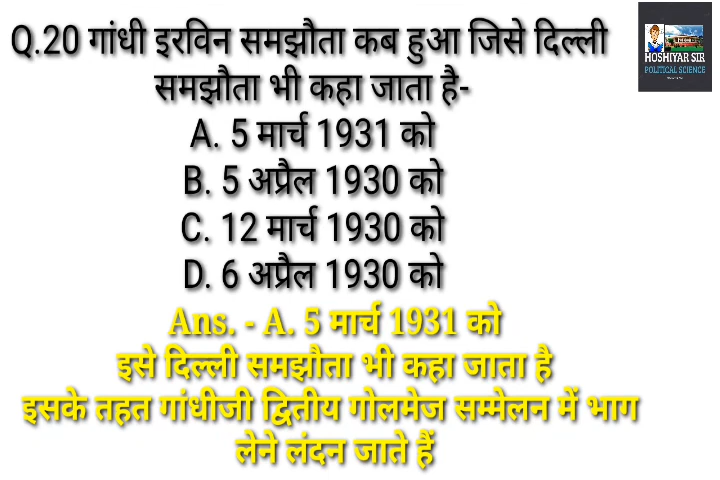 Q.20 गांधी इरविन समझौता कब हुआ जिसे दिल्ली
समझौता भी कहा जाता है-
A. 5 मार्च 1931 को
B. 5 अप्रैल 1930 को
C. 12 मार्च 1930 को
D. 6 अप्रैल 1930 को
Ans. - A. 5 मार्च 1931 को
इसे दिल्ली समझौता भी कहा जाता है
इसके तहत गांधीजी द्वितीय गोलमेज सम्मेलन में भाग
लेने लंदन जाते हैं
HOSHIYAR SIR
POLITICAL SCIENCE